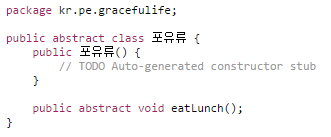 package kr.pe.gracefulife;
public abstract class 포유류 {
public 포유류() {
// TODO Auto-generated constructor stub
}
public abstract void eatLunch();
}